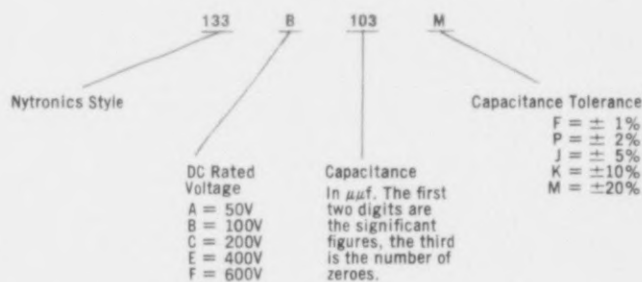 133 B 103 M
Nytronics Style
Capacitance Tolerance
F = ± 1%
P = ± 2%
J = ± 5%
K = ±10%
M = ±20%
DC Rated
Voltage
A = 50V
B = 100V
C = 200V
E = 400V
F = 600V
Capacitance
In μμf. The first
two digits are
the significant
figures, the third
is the number of
zeroes.